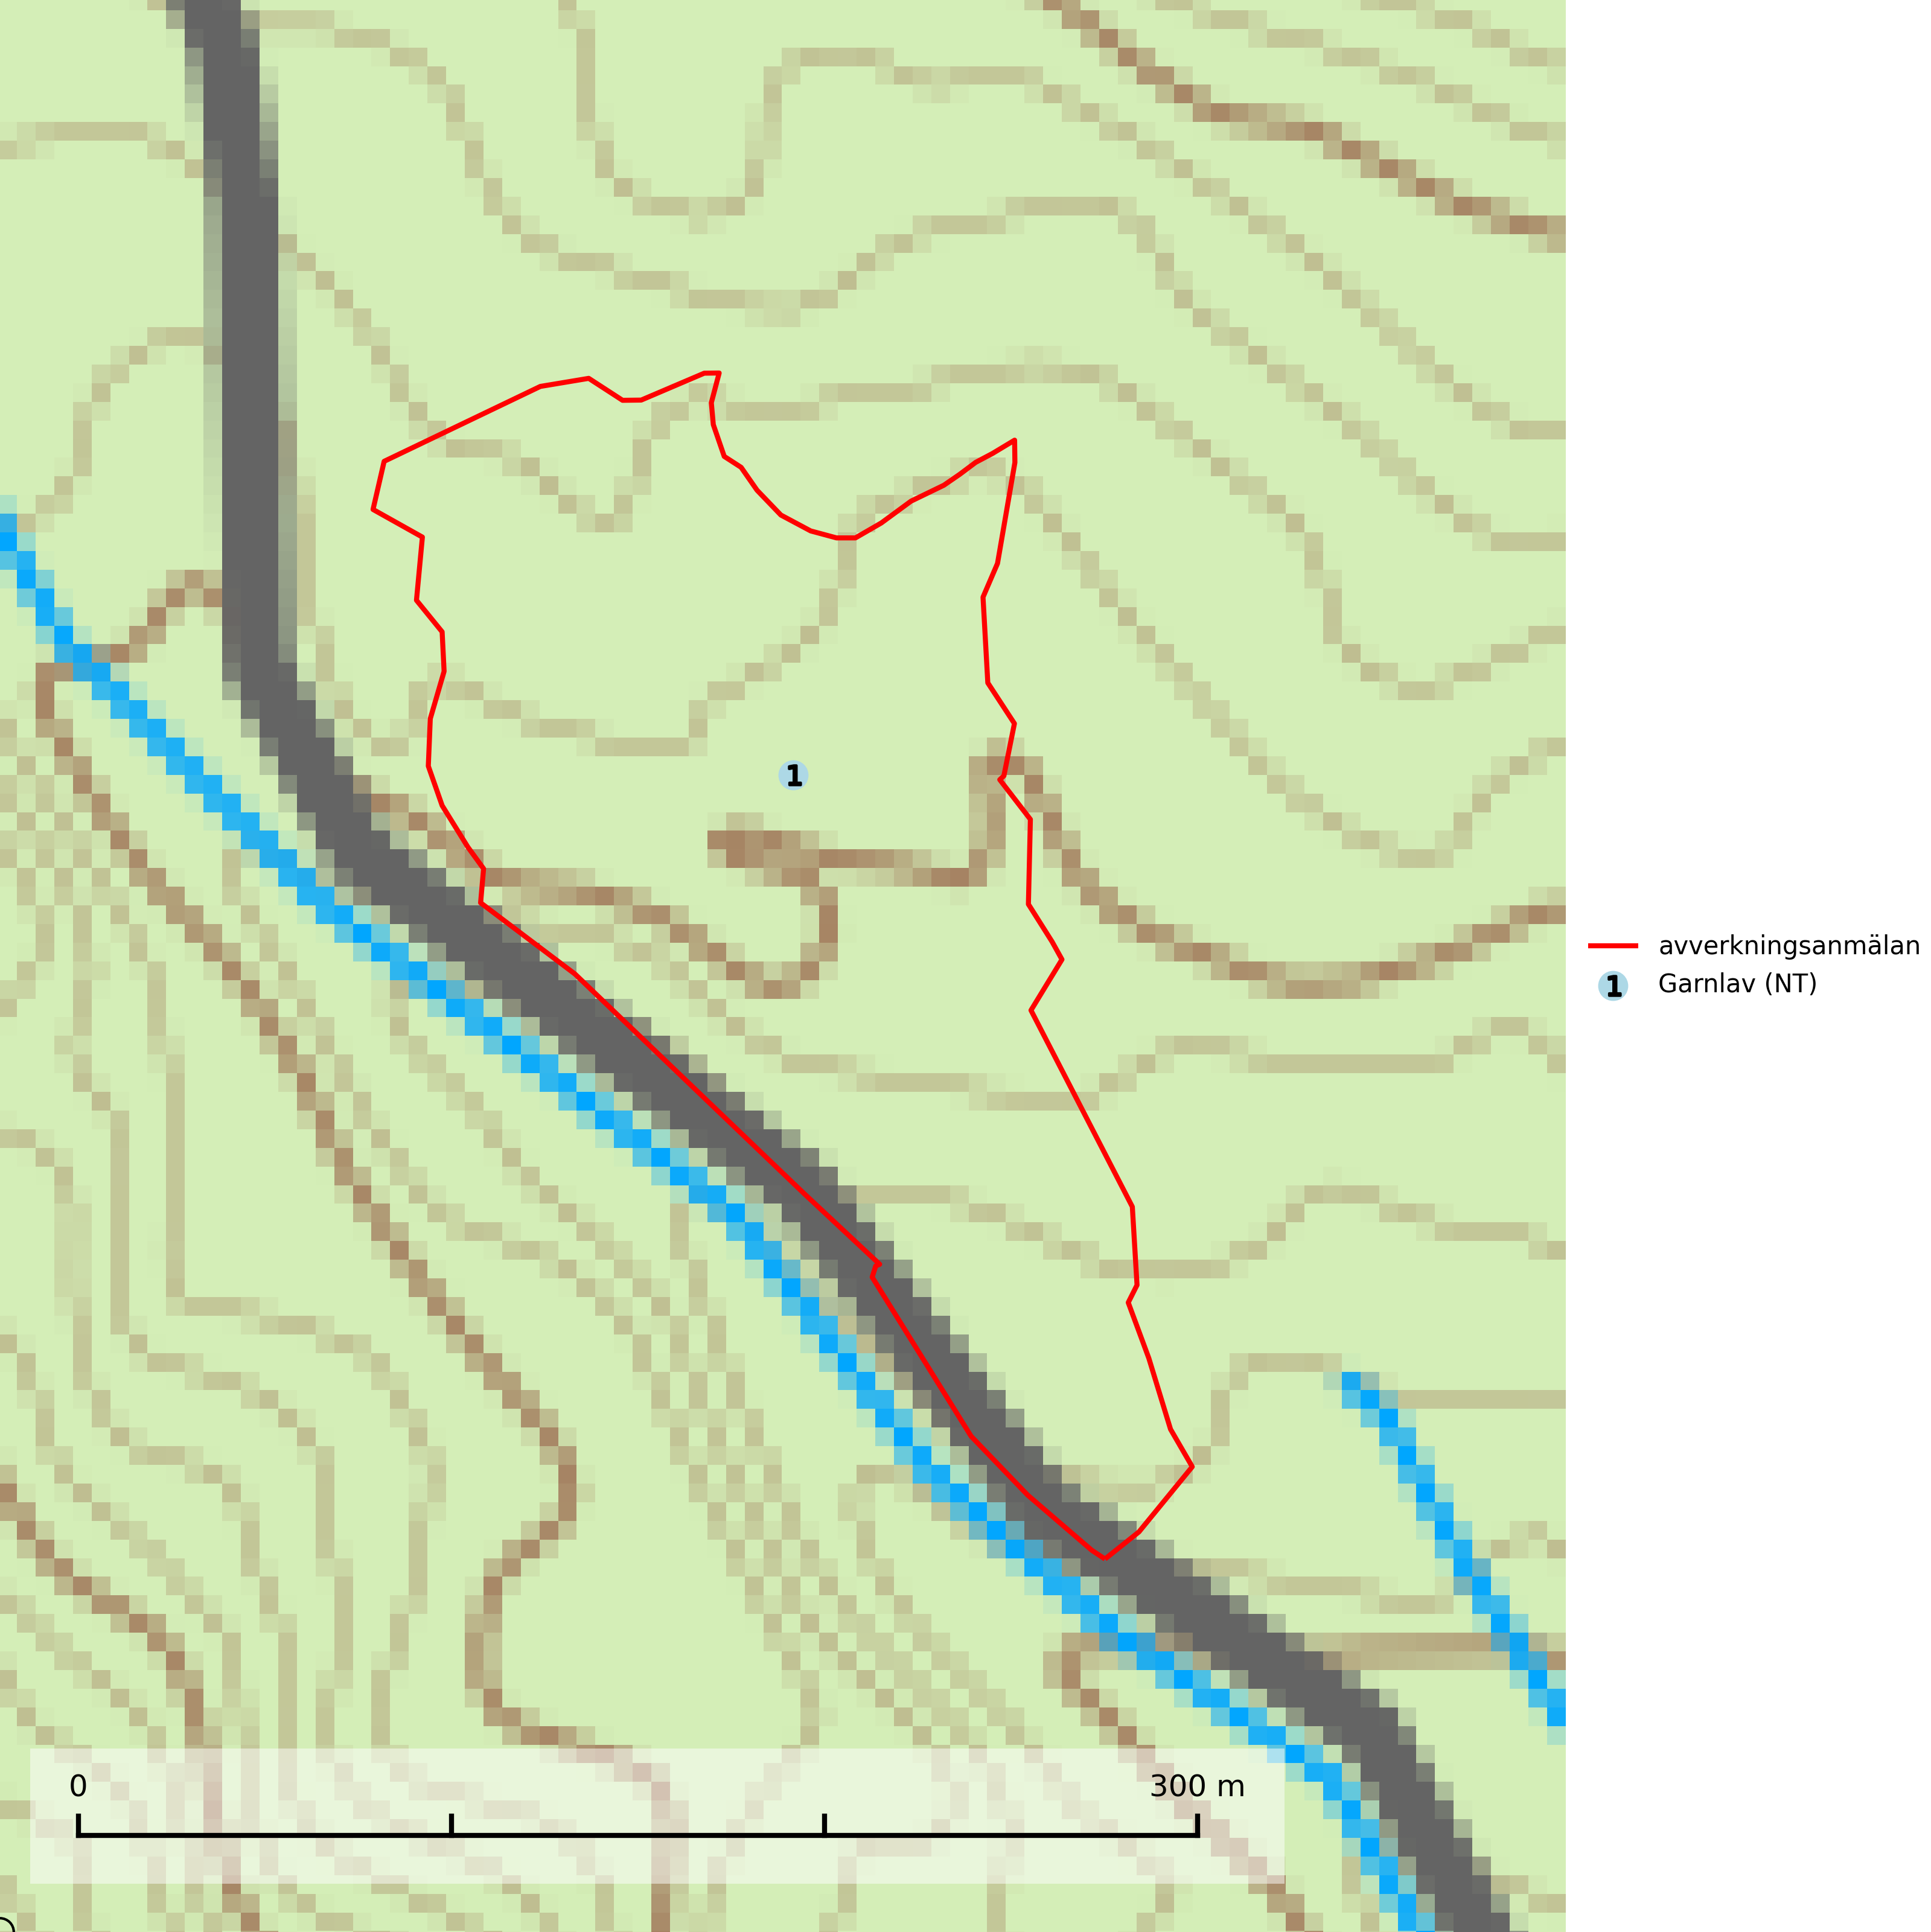 1
avverkningsanmälan
1 Garnlav (NT)
0 300 m